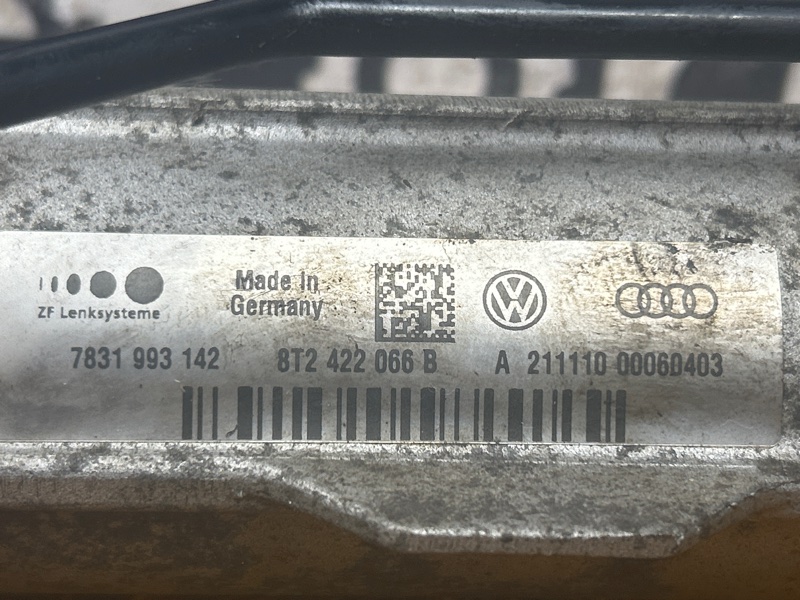 ZF Lenksysteme
Made in
Germany
7831 993 142
8T2 422 066 B
A 211110 00060403